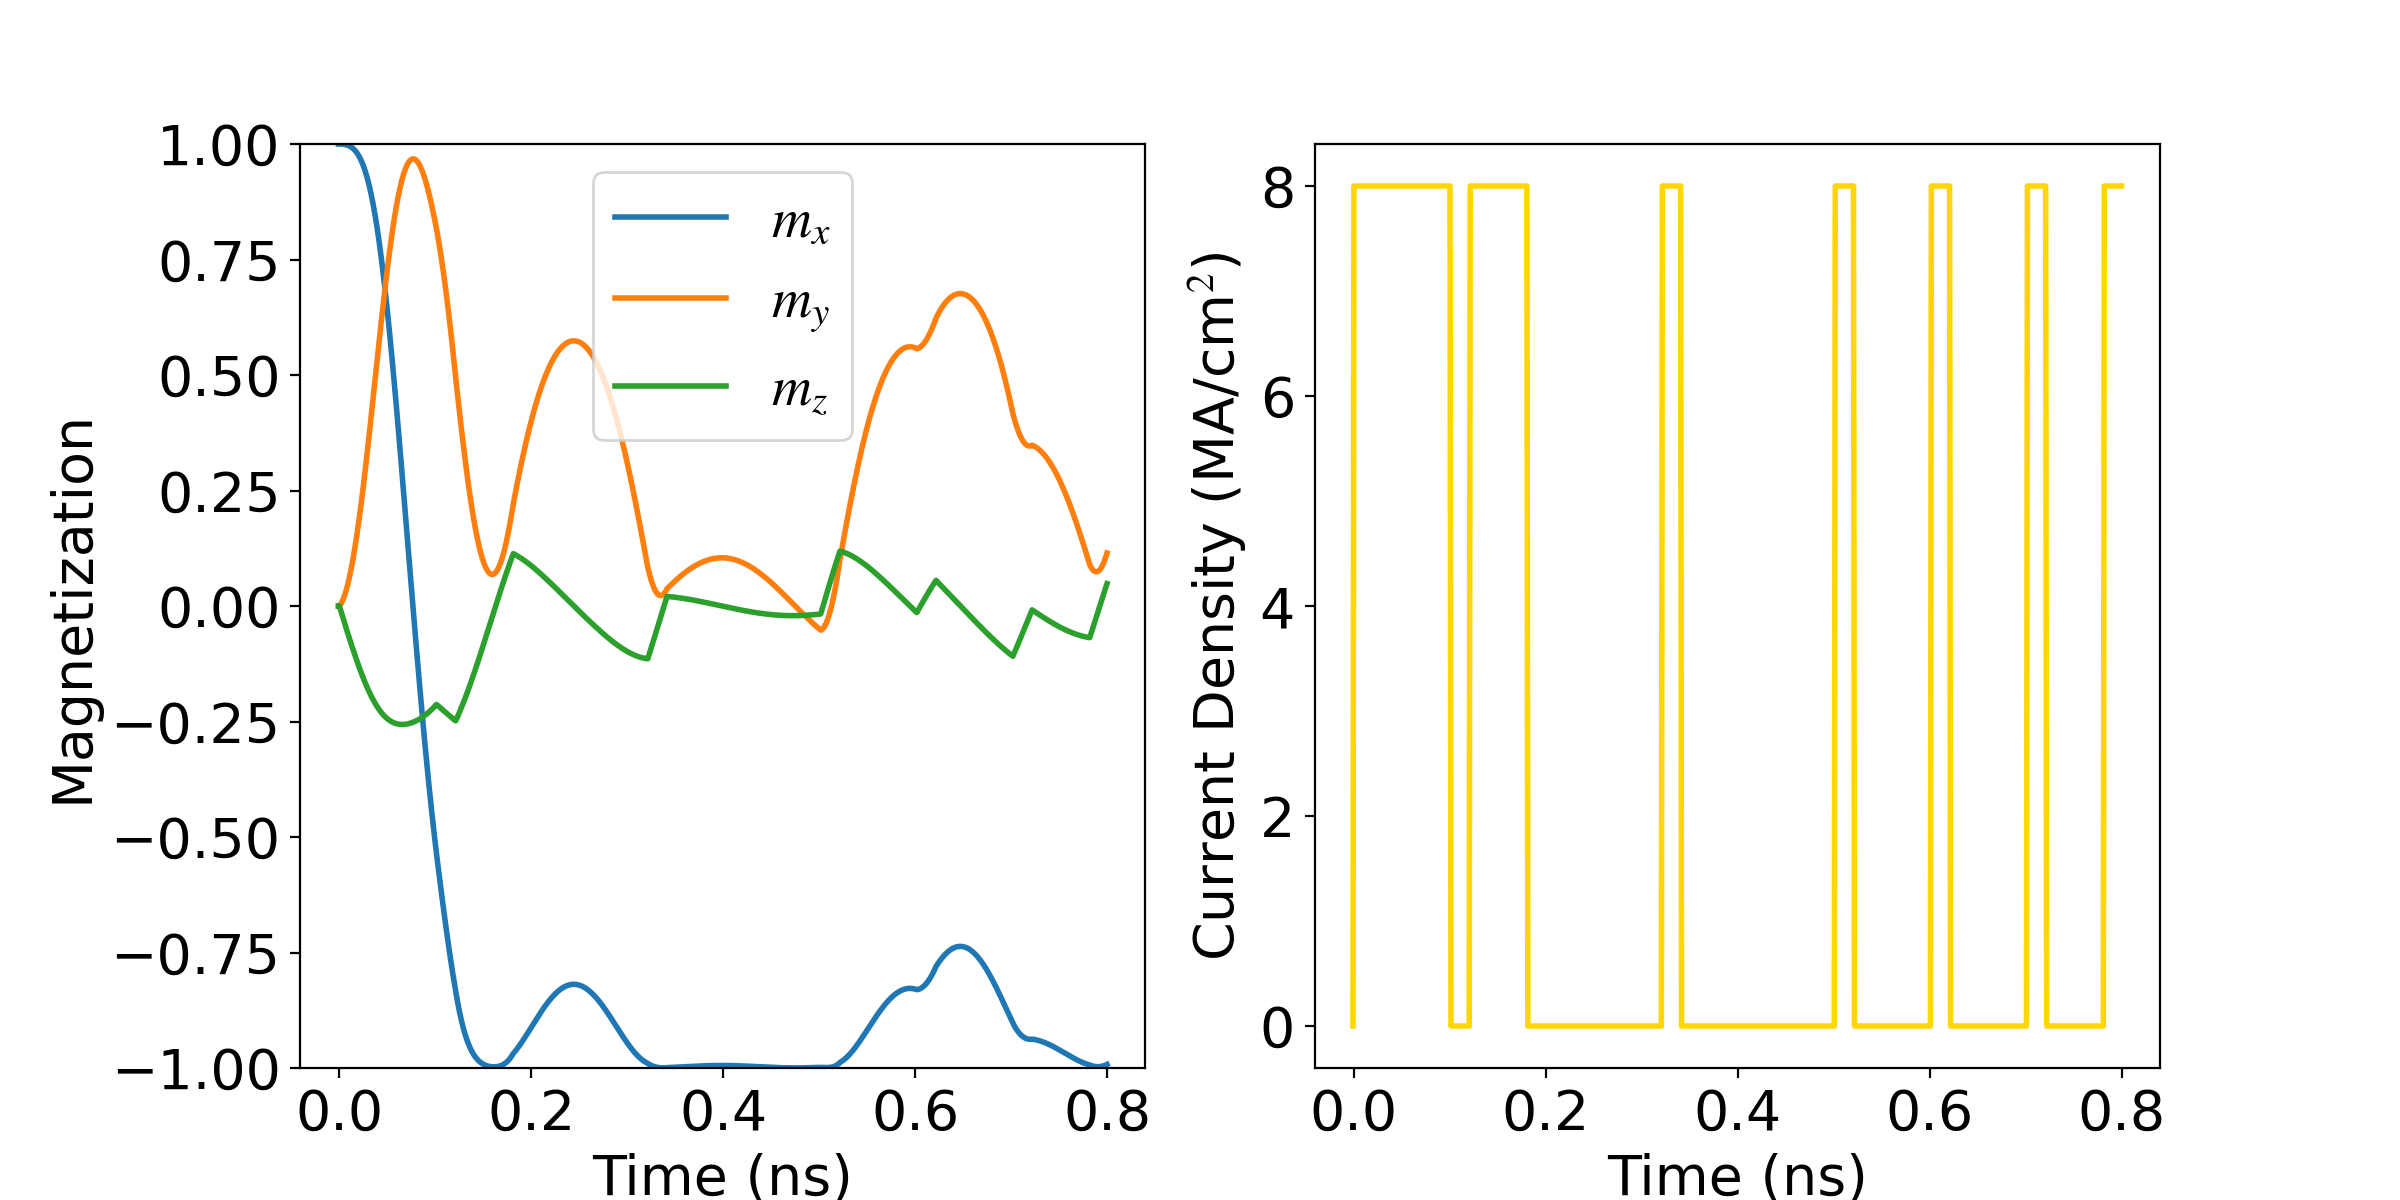 1.00
0.75
0.50
0.25
0.00
−0.25
−0.50
−0.75
−1.00
Magnetization
0.0 0.2 0.4 0.6 0.8
Time (ns)
m_x
m_y
m_z
8
6
4
2
0
Current Density (MA/cm²)
0.0 0.2 0.4 0.6 0.8
Time (ns)